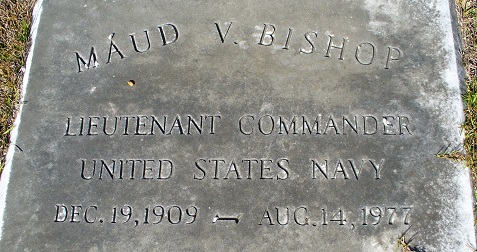 MAUD V. BISHOP
LIEUTENANT COMMANDER
UNITED STATES NAVY
DEC. 19, 1909 — AUG. 14, 1977